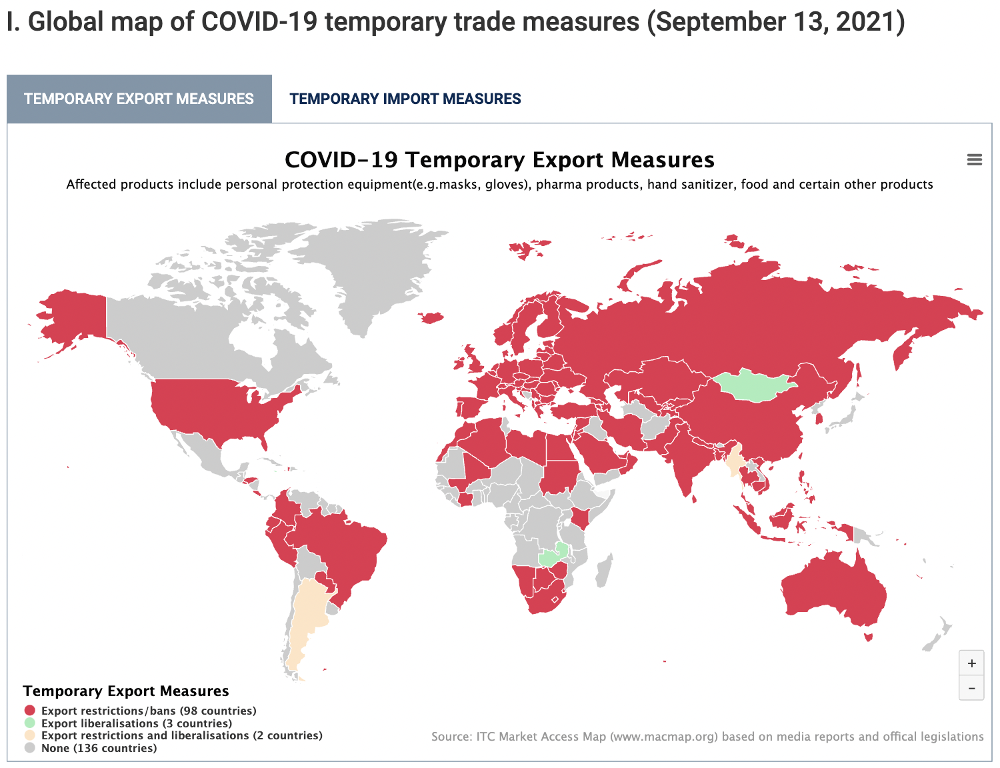 I. Global map of COVID-19 temporary trade measures (September 13, 2021)
TEMPORARY EXPORT MEASURES
TEMPORARY IMPORT MEASURES
COVID-19 Temporary Export Measures
Affected products include personal protection equipment(e.g.masks, gloves), pharma products, hand sanitizer, food and certain other products
+
-
Temporary Export Measures
Export restrictions/bans (98 countries)
Export liberalisations (3 countries)
Export restrictions and liberalisations (2 countries)
None (136 countries)
Source: ITC Market Access Map (www.macmap.org) based on media reports and offical legislations